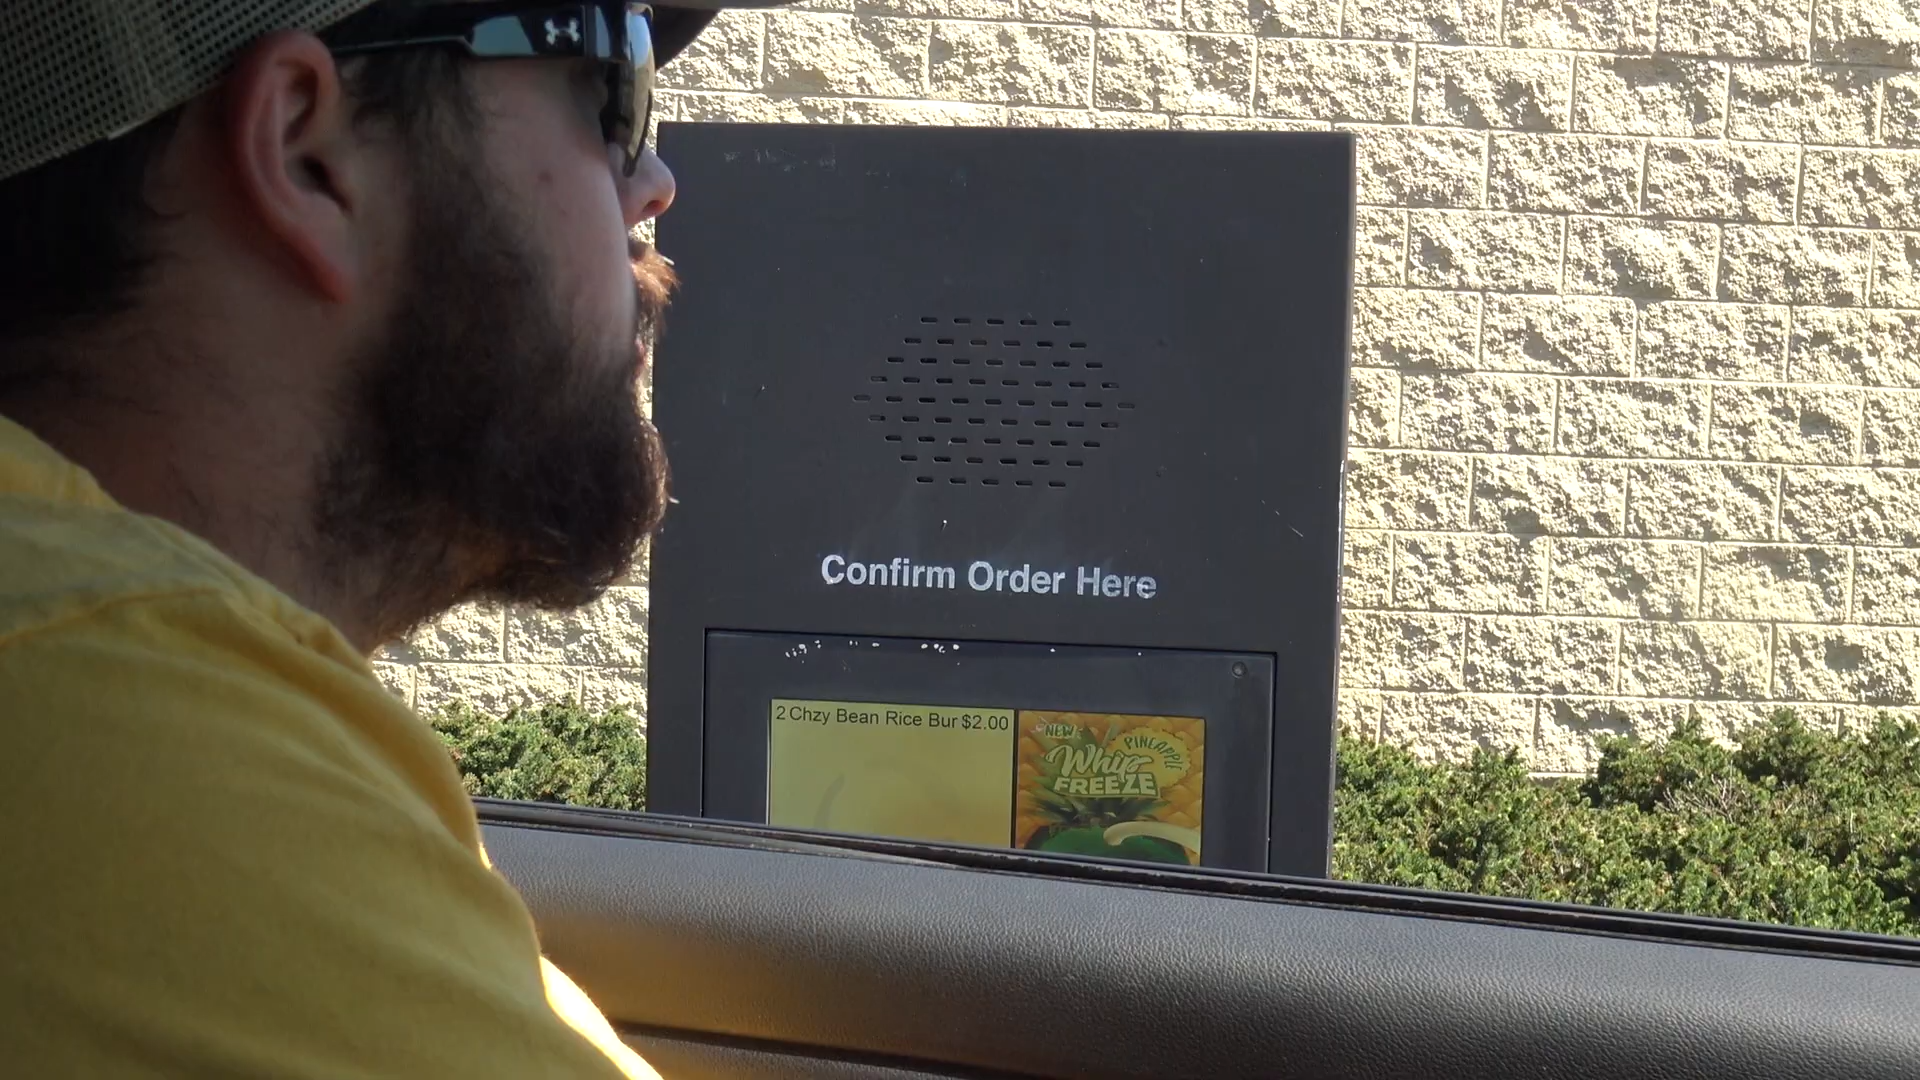 Confirm Order Here
2 Chzy Bean Rice Bur $2.00
NEW
PINEAPPLE
Whip
FREEZE